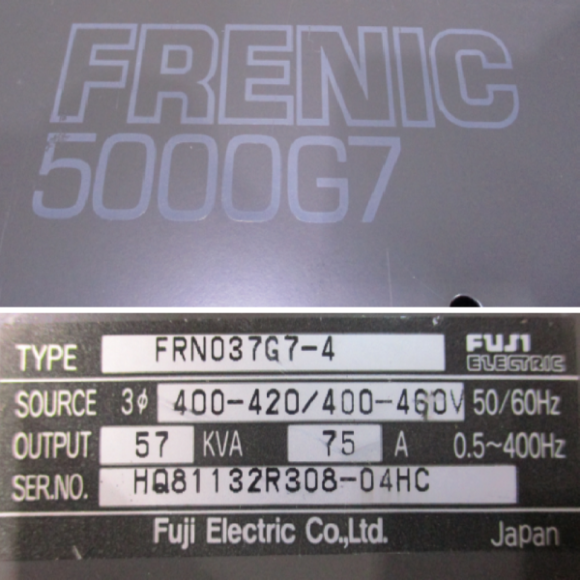 FRENIC
5000G7
TYPE FRN037G7-4 FUJI ELECTRIC
SOURCE 3φ 400-420/400-460V 50/60Hz
OUTPUT 57 KVA 75 A 0.5~400Hz
SER.NO. HQ81132R308-04HC
Fuji Electric Co.,Ltd. Japan